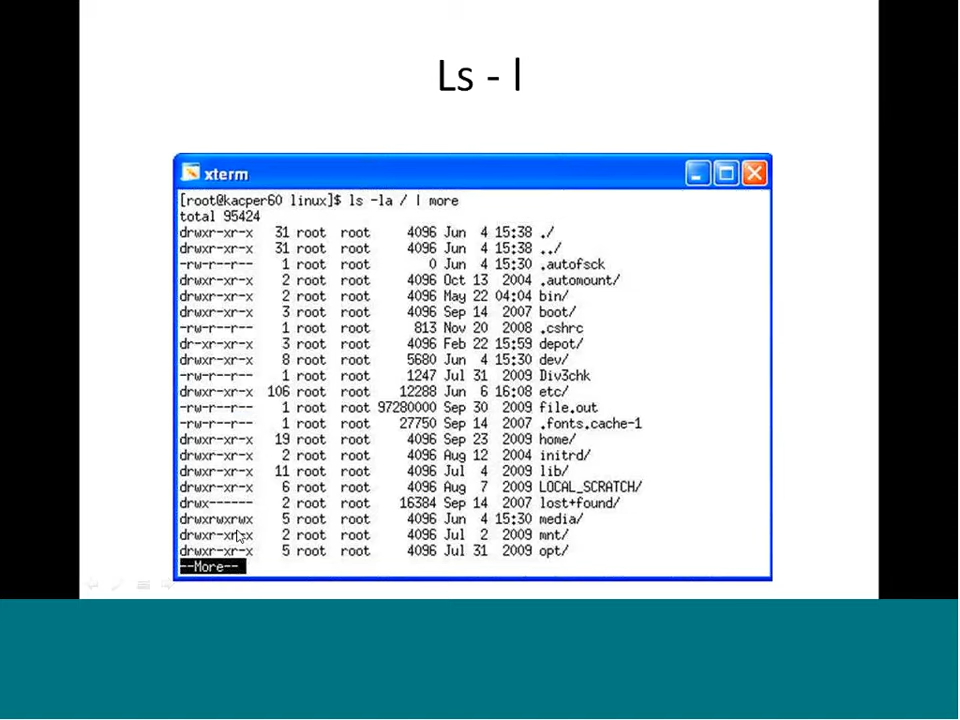 Ls - l
xterm
[root@kacper60 linux]$ ls -la / | more
total 95424
drwxr-xr-x 31 root root 4096 Jun 4 15:38 ./
drwxr-xr-x 31 root root 4096 Jun 4 15:38 ../
-rw-r--r-- 1 root root 0 Jun 4 15:30 .autofsck
drwxr-xr-x 2 root root 4096 Oct 13 2004 .automount/
drwxr-xr-x 2 root root 4096 May 22 04:04 bin/
drwxr-xr-x 3 root root 4096 Sep 14 2007 boot/
-rw-r--r-- 1 root root 813 Nov 20 2008 .cshrc
dr-xr-xr-x 3 root root 4096 Feb 22 15:59 depot/
drwxr-xr-x 8 root root 5680 Jun 4 15:30 dev/
-rw-r--r-- 1 root root 1247 Jul 31 2009 Div3chk
drwxr-xr-x 106 root root 12288 Jun 6 16:08 etc/
-rw-r--r-- 1 root root 97280000 Sep 30 2009 file.out
-rw-r--r-- 1 root root 27750 Sep 14 2007 .fonts.cache-1
drwxr-xr-x 19 root root 4096 Sep 23 2009 home/
drwxr-xr-x 2 root root 4096 Aug 12 2004 initrd/
drwxr-xr-x 11 root root 4096 Jul 4 2009 lib/
drwxr-xr-x 6 root root 4096 Aug 7 2009 LOCAL_SCRATCH/
drwx------ 2 root root 16384 Sep 14 2007 lost+found/
drwxrwxrwx 5 root root 4096 Jun 4 15:30 media/
drwxr-xr-x 2 root root 4096 Jul 2 2009 mnt/
drwxr-xr-x 5 root root 4096 Jul 31 2009 opt/
--More--